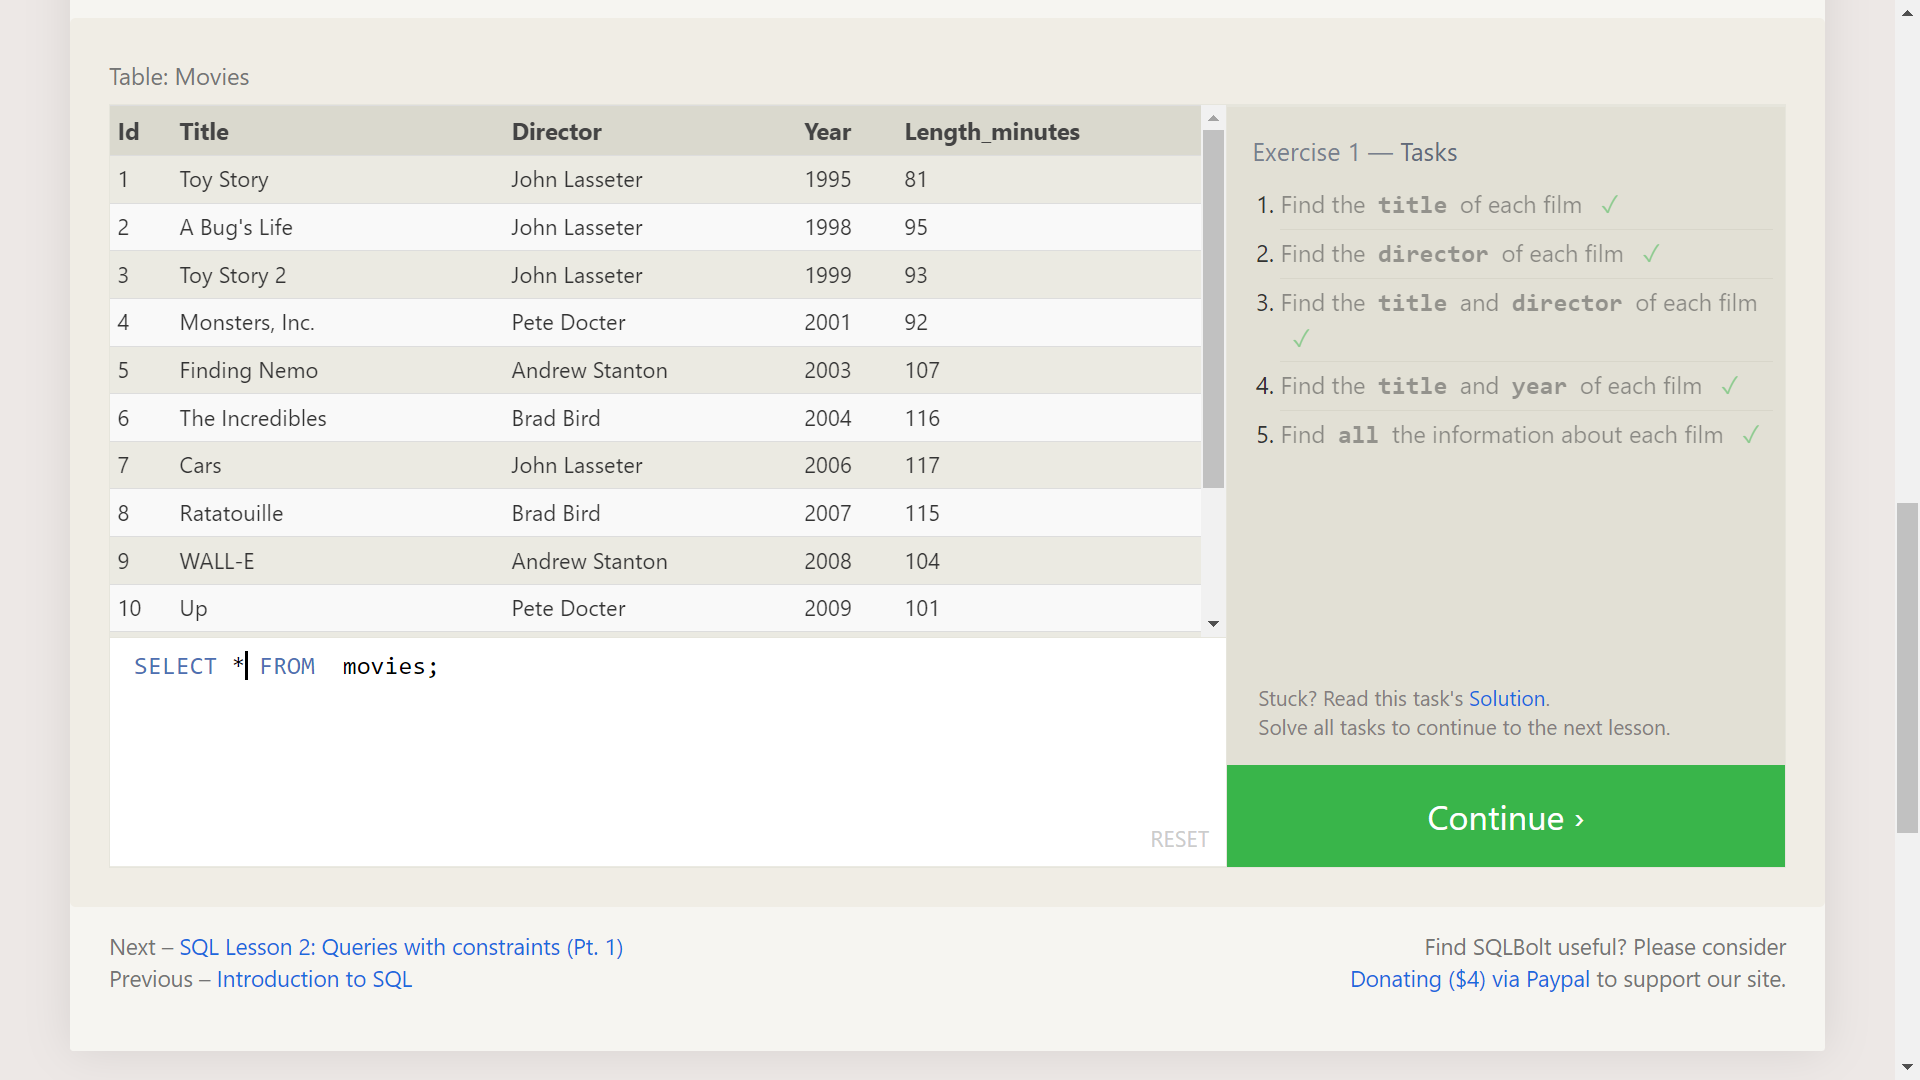 Table: Movies
Id Title Director Year Length_minutes
1 Toy Story John Lasseter 1995 81
2 A Bug's Life John Lasseter 1998 95
3 Toy Story 2 John Lasseter 1999 93
4 Monsters, Inc. Pete Docter 2001 92
5 Finding Nemo Andrew Stanton 2003 107
6 The Incredibles Brad Bird 2004 116
7 Cars John Lasseter 2006 117
8 Ratatouille Brad Bird 2007 115
9 WALL-E Andrew Stanton 2008 104
10 Up Pete Docter 2009 101
SELECT * FROM  movies;
RESET
Exercise 1 — Tasks
1. Find the title of each film ✓
2. Find the director of each film ✓
3. Find the title and director of each film
✓
4. Find the title and year of each film ✓
5. Find all the information about each film ✓
Stuck? Read this task's Solution.
Solve all tasks to continue to the next lesson.
Continue ›
Next – SQL Lesson 2: Queries with constraints (Pt. 1)
Previous – Introduction to SQL
Find SQLBolt useful? Please consider
Donating ($4) via Paypal to support our site.